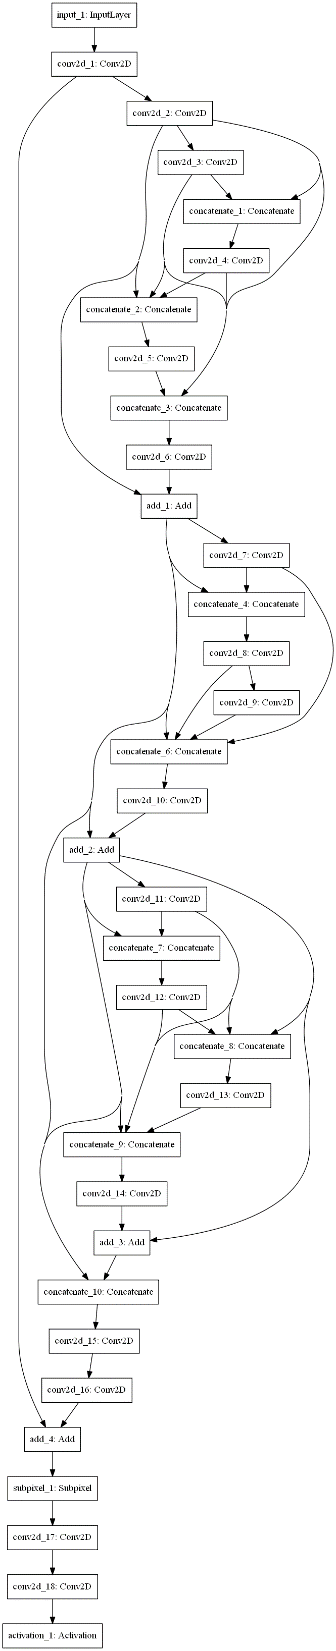 input_1: InputLayer
conv2d_1: Conv2D
conv2d_2: Conv2D
conv2d_3: Conv2D
concatenate_1: Concatenate
conv2d_4: Conv2D
concatenate_2: Concatenate
conv2d_5: Conv2D
concatenate_3: Concatenate
conv2d_6: Conv2D
add_1: Add
conv2d_7: Conv2D
concatenate_4: Concatenate
conv2d_8: Conv2D
conv2d_9: Conv2D
concatenate_6: Concatenate
conv2d_10: Conv2D
add_2: Add
conv2d_11: Conv2D
concatenate_7: Concatenate
conv2d_12: Conv2D
concatenate_8: Concatenate
conv2d_13: Conv2D
concatenate_9: Concatenate
conv2d_14: Conv2D
add_3: Add
concatenate_10: Concatenate
conv2d_15: Conv2D
conv2d_16: Conv2D
add_4: Add
subpixel_1: Subpixel
conv2d_17: Conv2D
conv2d_18: Conv2D
activation_1: Activation